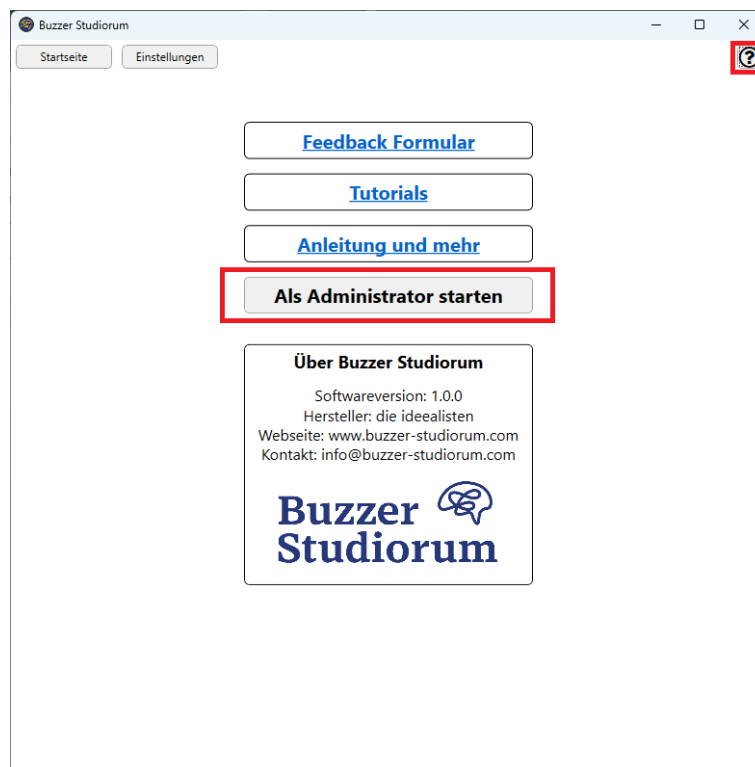 Buzzer Studiorum
Startseite Einstellungen ?
Feedback Formular
Tutorials
Anleitung und mehr
Als Administrator starten
Über Buzzer Studiorum
Softwareversion: 1.0.0
Hersteller: die ideealisten
Webseite: www.buzzer-studiorum.com
Kontakt: info@buzzer-studiorum.com
Buzzer
Studiorum